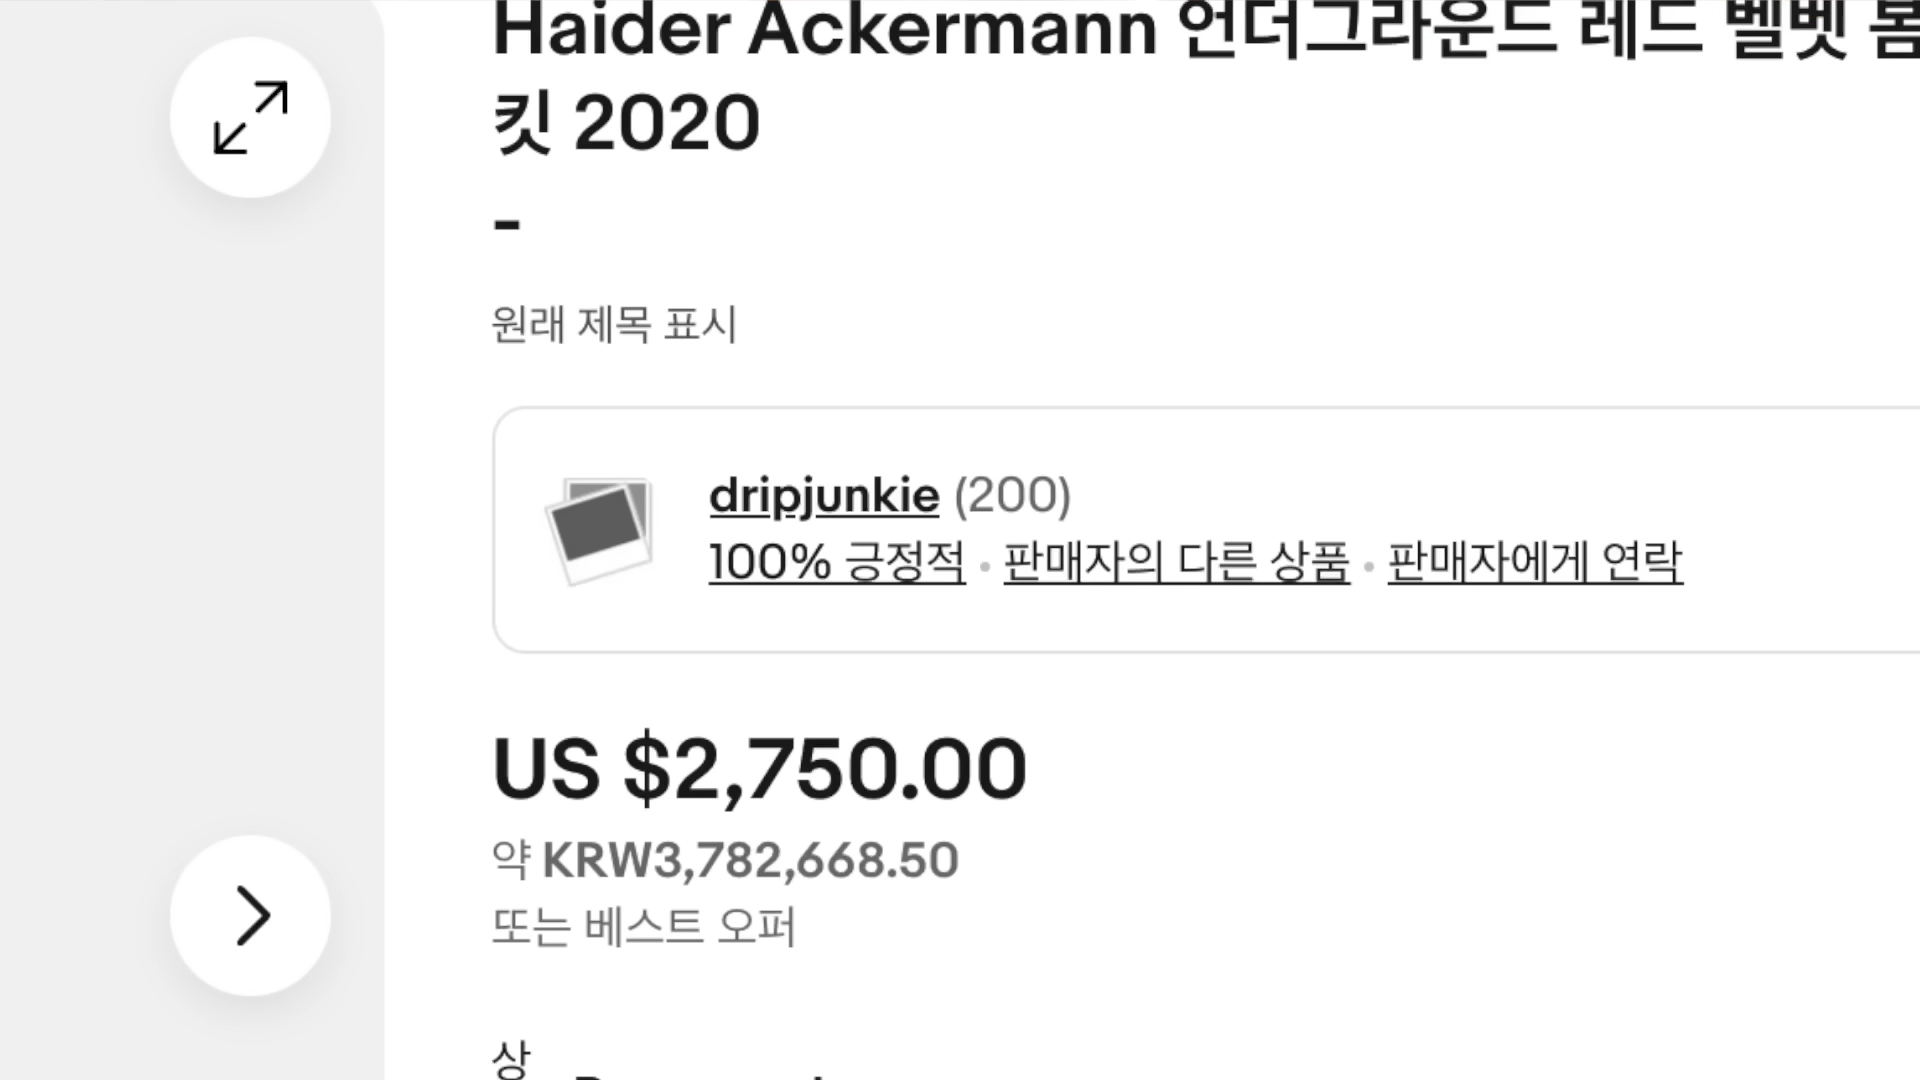 Haider Ackermann 언더그라운드 레드 벨벳 봄
킷 2020
-
원래 제목 표시
dripjunkie (200)
100% 긍정적 • 판매자의 다른 상품 • 판매자에게 연락
US $2,750.00
약 KRW3,782,668.50
또는 베스트 오퍼
상